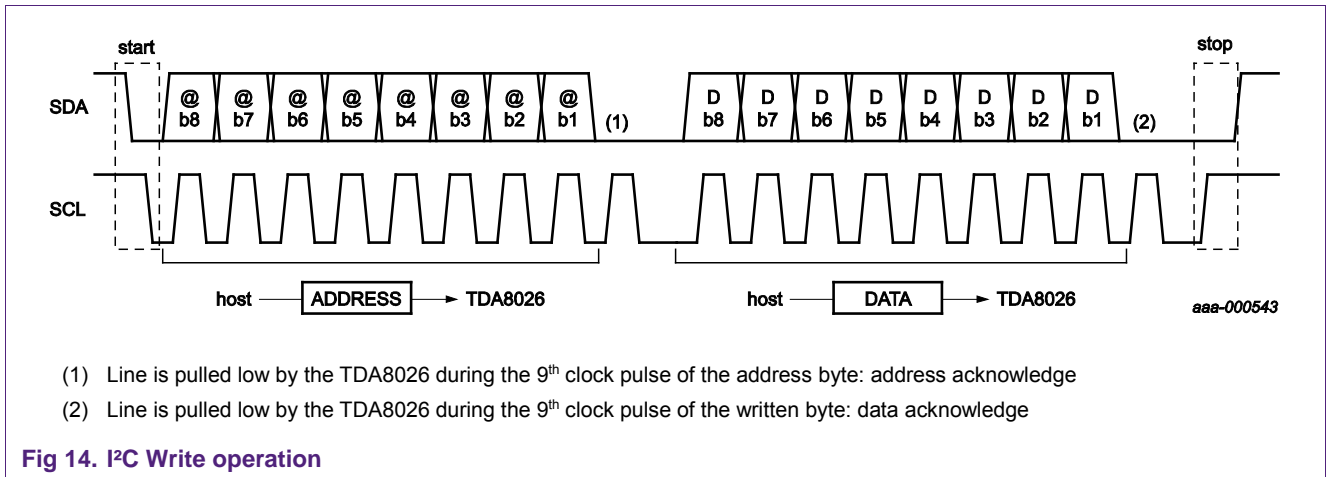 start
stop
SDA
@ @ @ @ @ @ @ @
b8 b7 b6 b5 b4 b3 b2 b1
(1)
D D D D D D D D
b8 b7 b6 b5 b4 b3 b2 b1
(2)
SCL
host ADDRESS TDA8026
host DATA TDA8026
aaa-000543
(1) Line is pulled low by the TDA8026 during the 9th clock pulse of the address byte: address acknowledge
(2) Line is pulled low by the TDA8026 during the 9th clock pulse of the written byte: data acknowledge
Fig 14. I²C Write operation